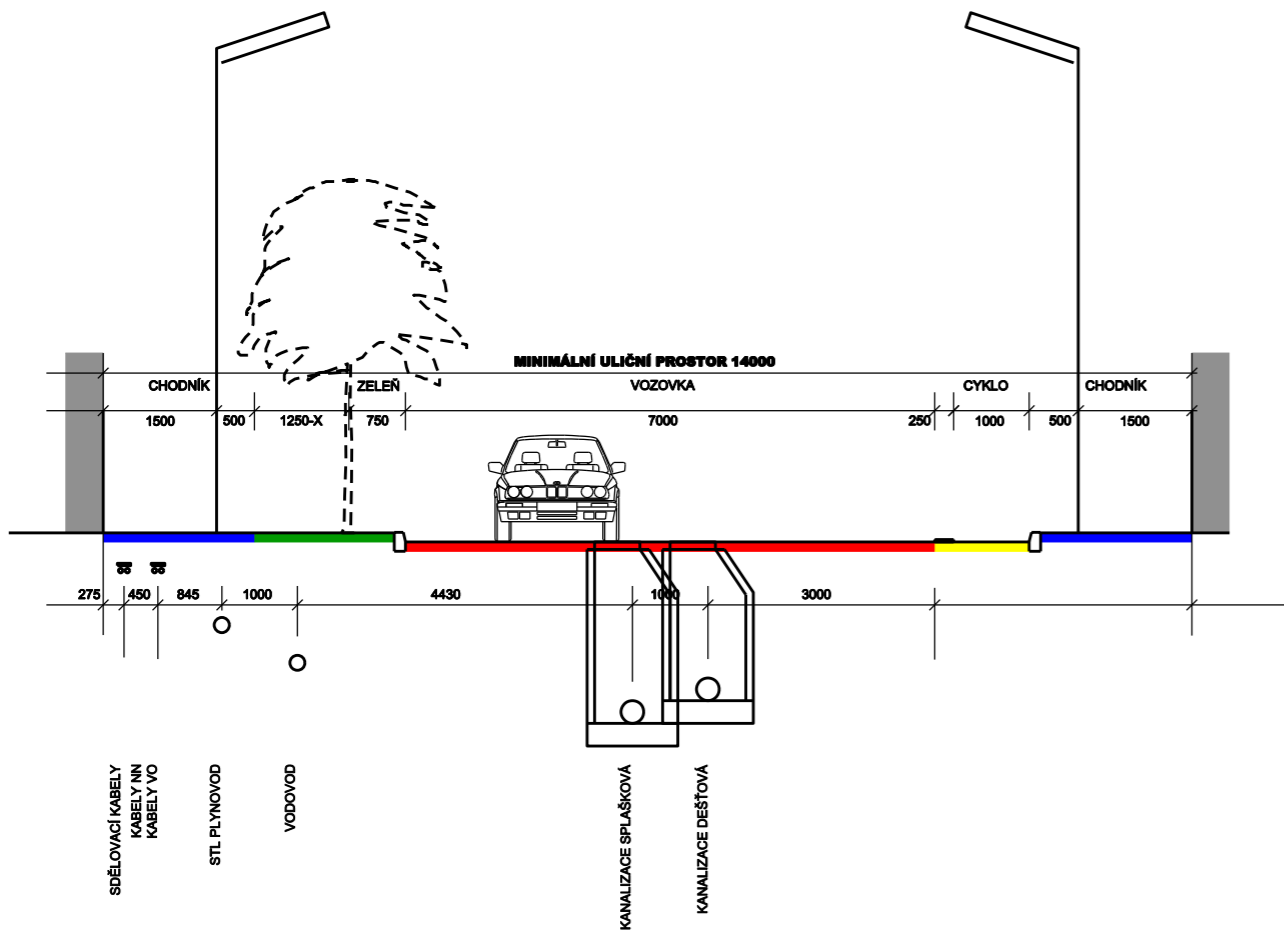 MINIMÁLNÍ ULIČNÍ PROSTOR 14000
CHODNÍK ZELEŇ VOZOVKA CYKLO CHODNÍK
1500 500 1250-X 750 7000 250 1000 500 1500
275 450 845 1000 4430 1000 3000
SDĚLOVACÍ KABELY
KABELY NN
KABELY VO
STL PLYNOVOD
VODOVOD
KANALIZACE SPLAŠKOVÁ
KANALIZACE DEŠŤOVÁ